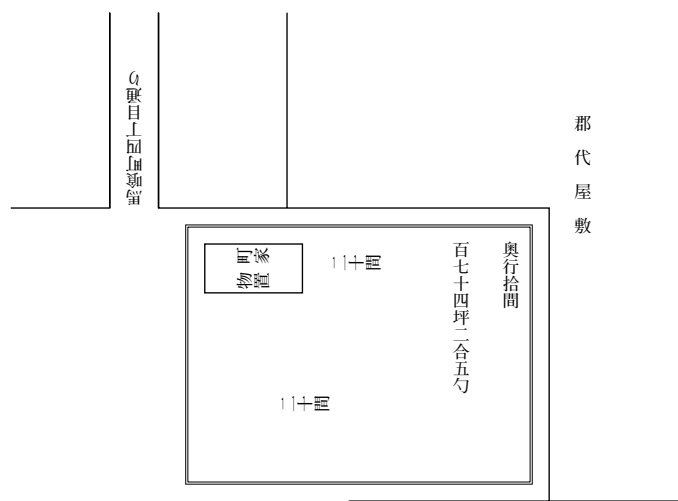 郡代屋敷
奥行拾間
百七十四坪二合五勺
二十間
町家
物置
二十間
馬喰町四丁目通り